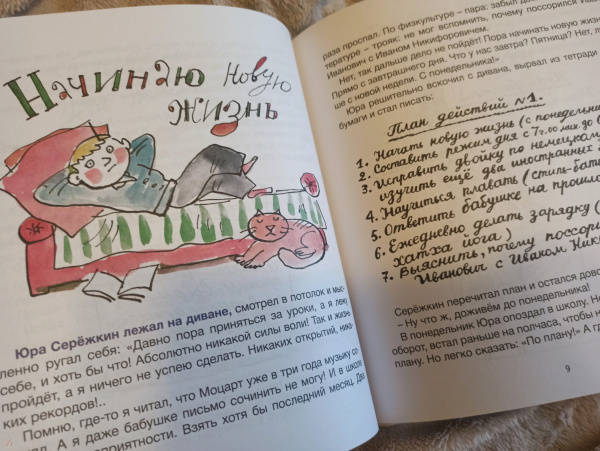 Начинаю новую
жизнь
Юра Серёжкин лежал на диване, смотрел в потолок и мыс-
ленно ругал себя: «Давно пора приняться за уроки, а я лежу
себе, и хоть бы что! Абсолютно никакой силы воли! Так и жизнь
пройдёт, а я ничего не успею сделать. Никаких открытий, ника-
ких рекордов!..
Помню, где-то я читал, что Моцарт уже в три года музыку со-
А я даже бабушке письмо сочинить не могу! И в школе
Взять хотя бы последний месяц. Два
раза проспал. По физкультуре – пара: забыл
тературе – трояк: не мог вспомнить, почему поссорился Иван
Иванович с Иваном Никифоровичем.
Нет, так дальше дело не пойдёт! Пора начинать новую жизнь
Прямо с завтрашнего дня. Что у нас завтра? Пятница? Нет,
ше с новой недели. С понедельника!»
Юра решительно вскочил с дивана, вырвал из тетради
бумаги и стал писать:
План действий №1.
1. Начать новую жизнь (с понедельни
2. Составить режим дня с 7 ч. 00 мин. до
3. Исправить двойку по немецком
изучить ещё два иностранных
4. Научиться плавать (стиль-бат
5. Ответить бабушке на прошло
6. Ежедневно делать зарядку (
хатха йога)
7. Выяснить, почему поссори
Иванович с Иваном Ник
Серёжкин перечитал план и остался дово
– Ну что ж, доживём до понедельника!
В понедельник Юра опоздал в школу. Не
оборот, встал раньше на полчаса, чтобы
плану. Но легко сказать: «По плану!» А
9